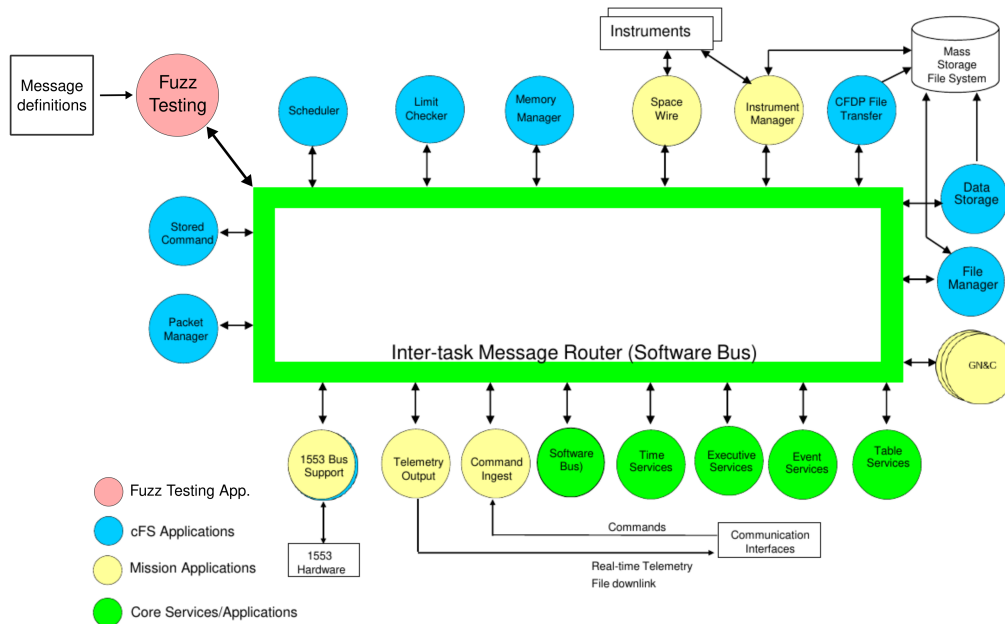 Instruments
Mass
Storage
File System
Message
definitions
Fuzz
Testing
Scheduler
Limit
Checker
Memory
Manager
Space
Wire
Instrument
Manager
CFDP File
Transfer
Data
Storage
Stored
Command
File
Manager
Packet
Manager
Inter-task Message Router (Software Bus)
GN&C
1553 Bus
Support
Telemetry
Output
Command
Ingest
Software
Bus)
Time
Services
Executive
Services
Event
Services
Table
Services
Fuzz Testing App.
cFS Applications
Mission Applications
Core Services/Applications
1553
Hardware
Commands
Communication
Interfaces
Real-time Telemetry
File downlink